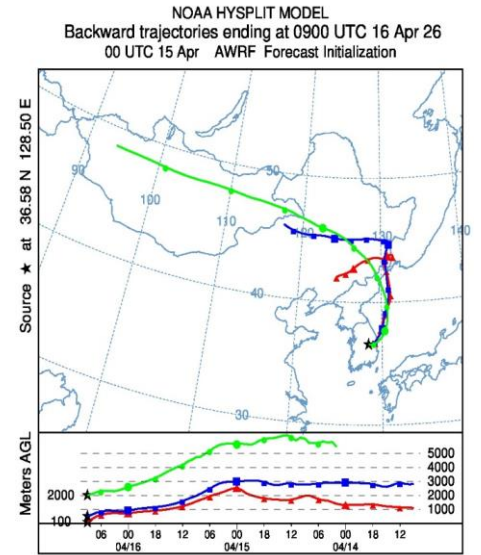 NOAA HYSPLIT MODEL
Backward trajectories ending at 0900 UTC 16 Apr 26
00 UTC 15 Apr AWRF Forecast Initialization
Source ★ at 36.58 N 128.50 E
90
100
110
50
130
140
40
30
Meters AGL
2000
100
5000
4000
3000
2000
1000
06 00 18 12 06 00 18 12 06 00 18 12
04/16 04/15 04/14